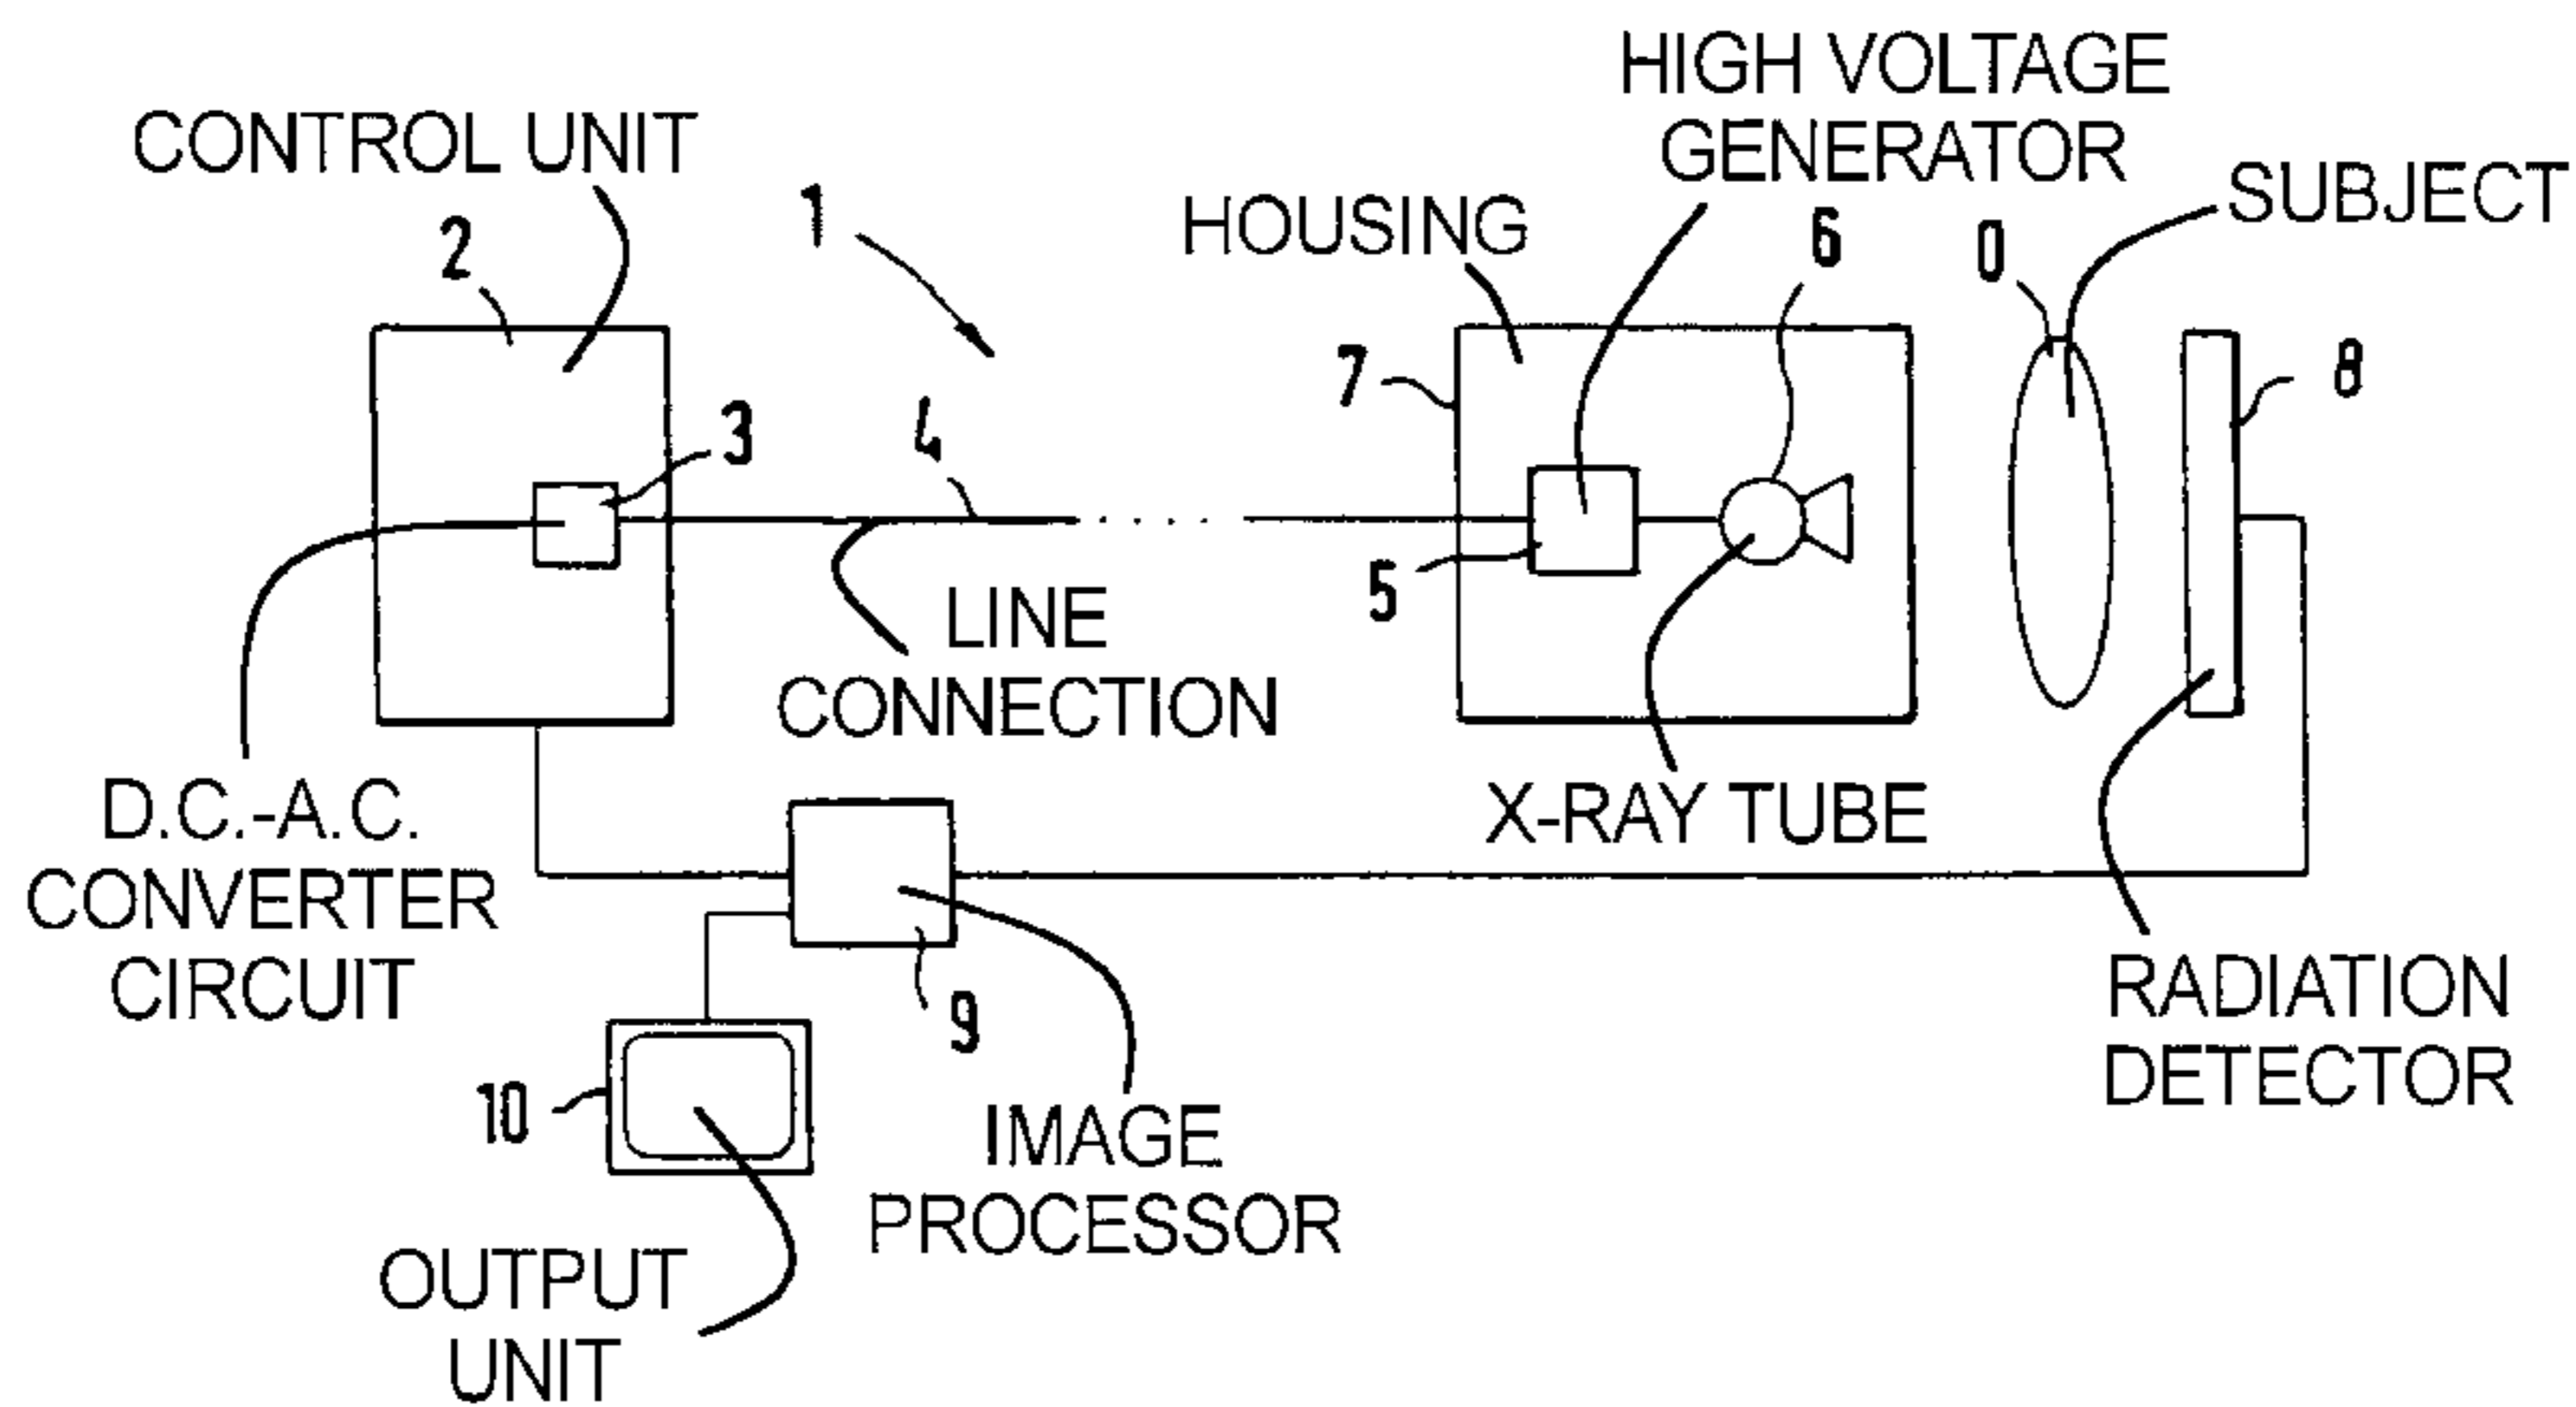 HIGH VOLTAGE
GENERATOR
CONTROL UNIT
1
HOUSING
6
0
SUBJECT
2
7
8
3
4
5
LINE
CONNECTION
D.C.-A.C.
CONVERTER
CIRCUIT
X-RAY TUBE
9
RADIATION
DETECTOR
10
IMAGE
PROCESSOR
OUTPUT
UNIT